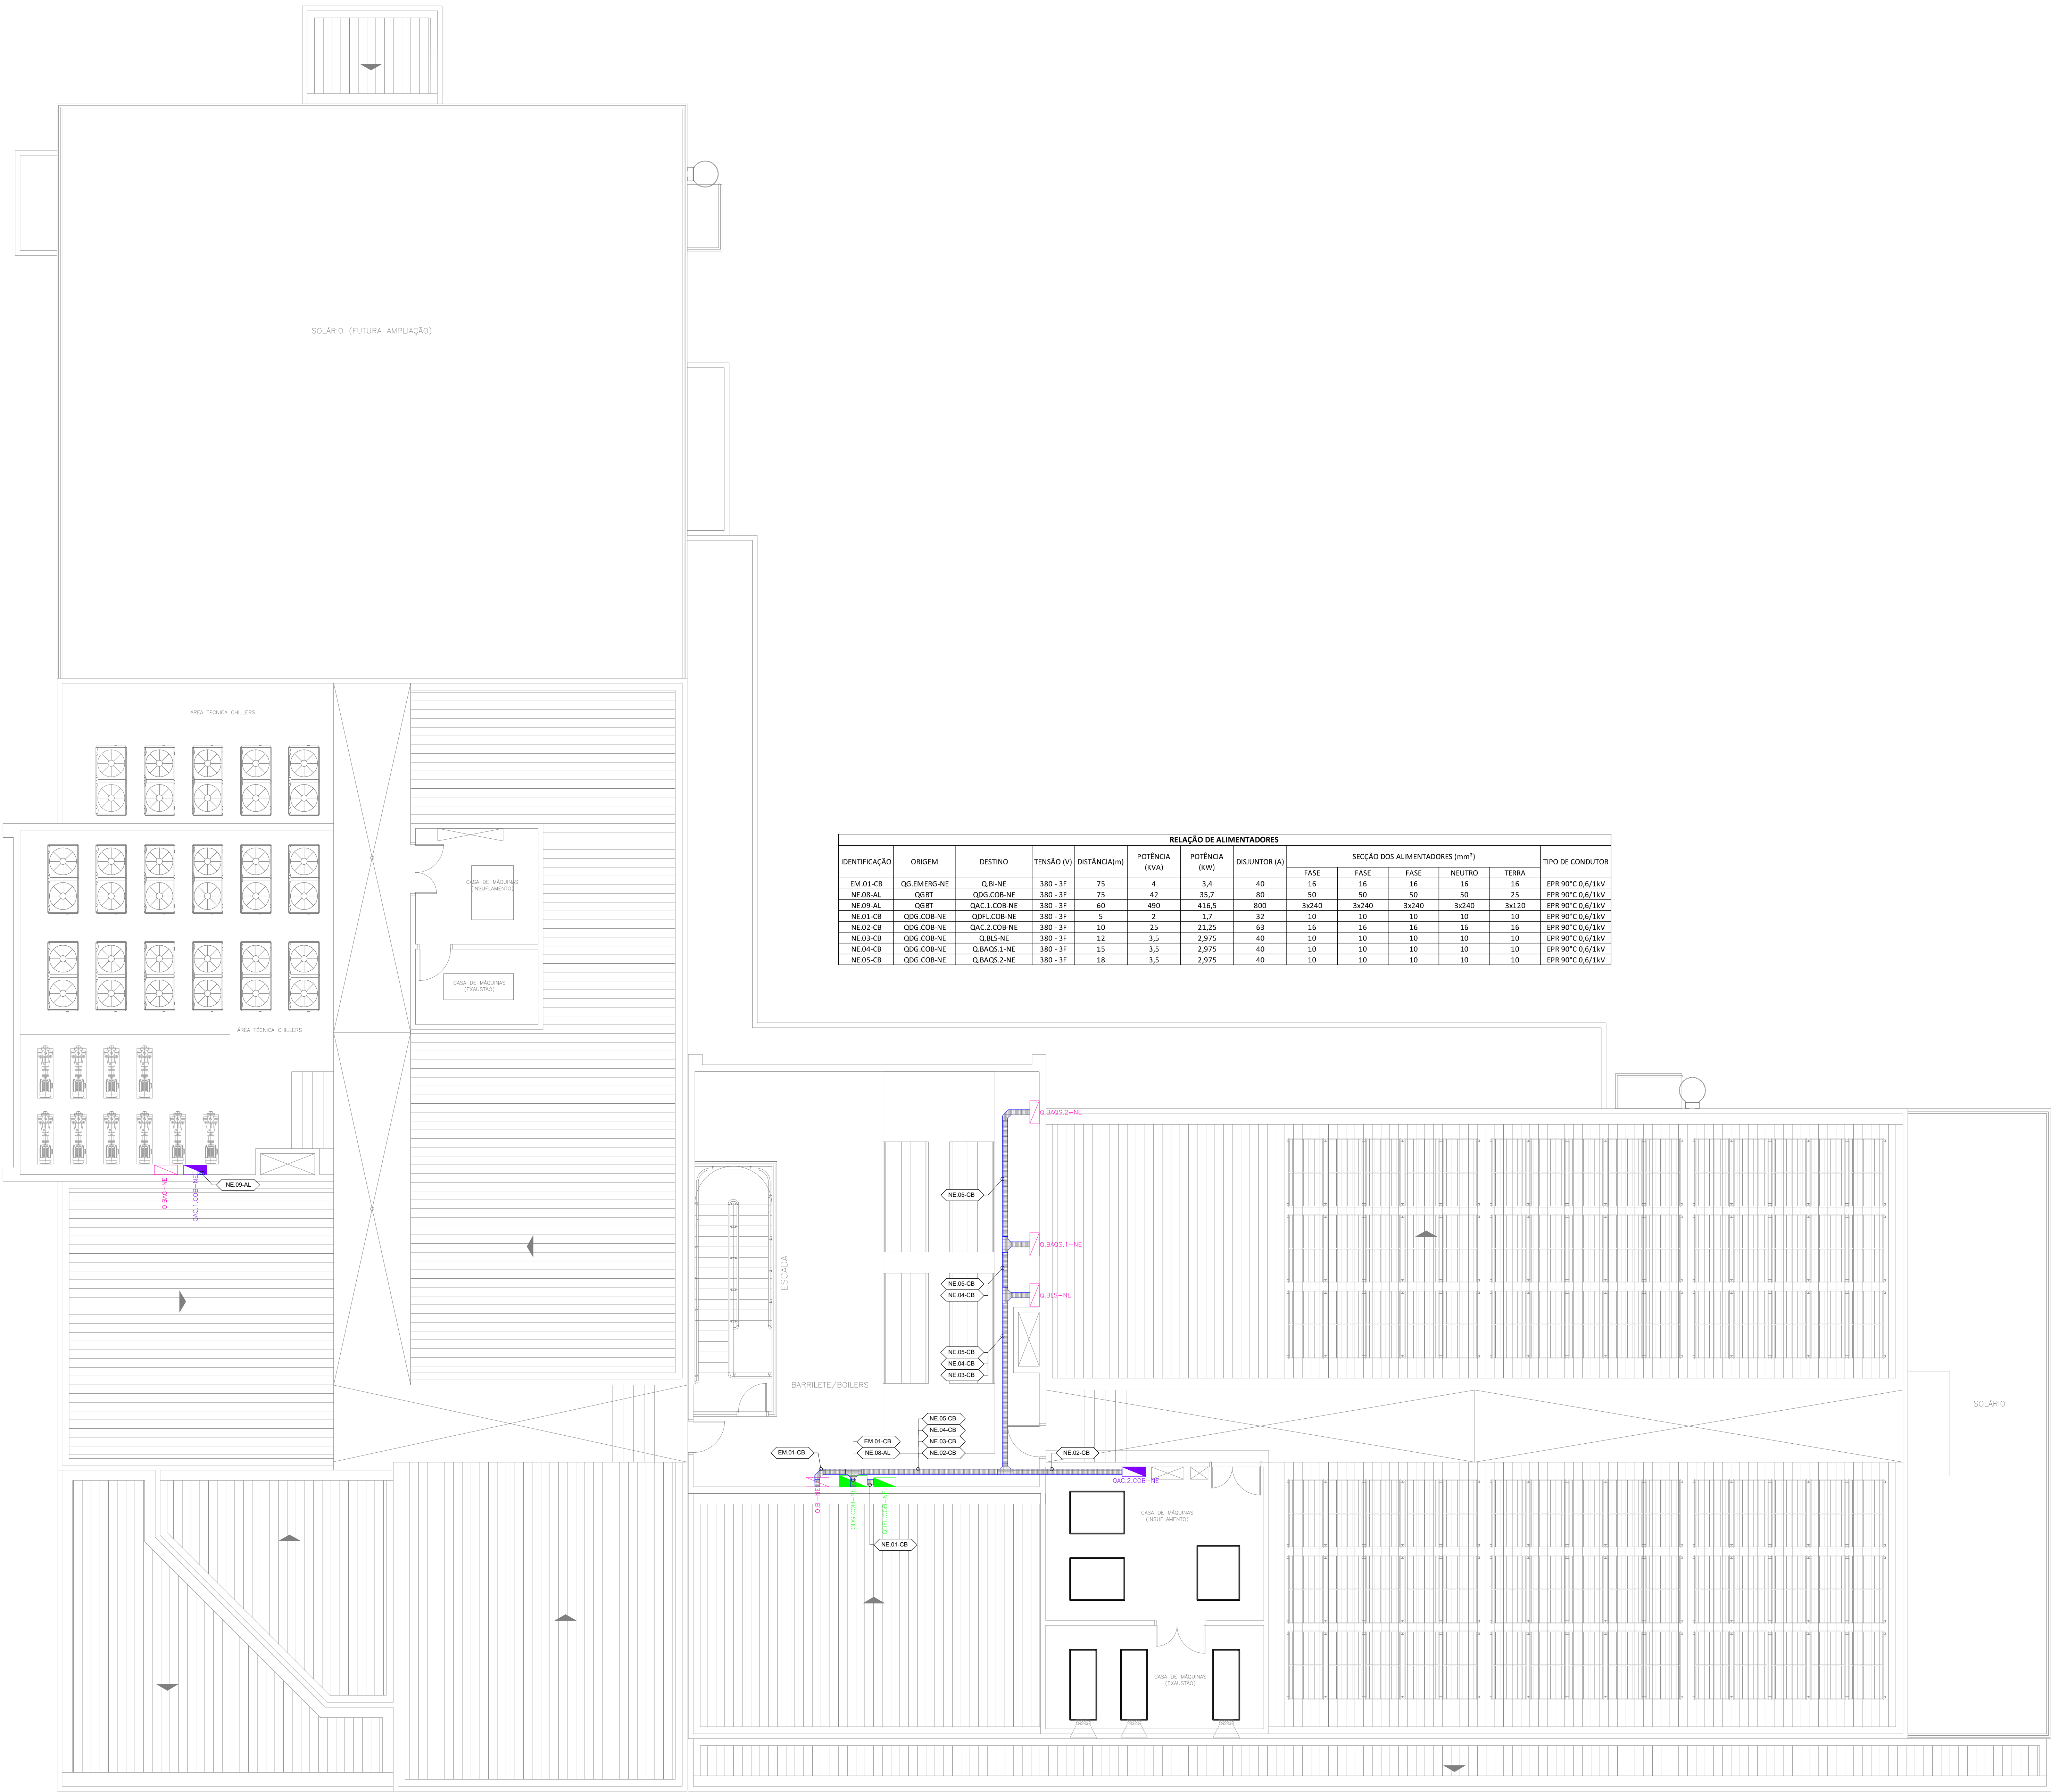 SOLÁRIO (FUTURA AMPLIAÇÃO)
ÁREA TÉCNICA CHILLERS
CASA DE MÁQUINAS
(INSUFLAMENTO)
CASA DE MÁQUINAS
(EXAUSTÃO)
ÁREA TÉCNICA CHILLERS
RELAÇÃO DE ALIMENTADORES
IDENTIFICAÇÃO ORIGEM DESTINO TENSÃO (V) DISTÂNCIA(m) POTÊNCIA (KVA) POTÊNCIA (KW) DISJUNTOR (A) SECÇÃO DOS ALIMENTADORES (mm²) TIPO DE CONDUTOR
FASE FASE FASE NEUTRO TERRA
EM.01-CB QG.EMERG-NE Q.BI-NE 380 - 3F 75 4 3,4 40 16 16 16 16 16 EPR 90°C 0,6/1kV
NE.08-AL QGBT QDG.COB-NE 380 - 3F 75 42 35,7 80 50 50 50 50 25 EPR 90°C 0,6/1kV
NE.09-AL QGBT QAC.1.COB-NE 380 - 3F 60 490 416,5 800 3x240 3x240 3x240 3x240 3x120 EPR 90°C 0,6/1kV
NE.01-CB QDG.COB-NE QDFL.COB-NE 380 - 3F 5 2 1,7 32 10 10 10 10 10 EPR 90°C 0,6/1kV
NE.02-CB QDG.COB-NE QAC.2.COB-NE 380 - 3F 10 25 21,25 63 16 16 16 16 16 EPR 90°C 0,6/1kV
NE.03-CB QDG.COB-NE Q.BLS-NE 380 - 3F 12 3,5 2,975 40 10 10 10 10 10 EPR 90°C 0,6/1kV
NE.04-CB QDG.COB-NE Q.BAQS.1-NE 380 - 3F 15 3,5 2,975 40 10 10 10 10 10 EPR 90°C 0,6/1kV
NE.05-CB QDG.COB-NE Q.BAQS.2-NE 380 - 3F 18 3,5 2,975 40 10 10 10 10 10 EPR 90°C 0,6/1kV
Q.BAG-NE
QAC.1.COB-NE
NE.09-AL
Q.BAQS.2-NE
NE.05-CB
Q.BAQS.1-NE
ESCADA
NE.05-CB
NE.04-CB
Q.BLS-NE
NE.05-CB
NE.04-CB
NE.03-CB
BARRILETE/BOILERS
SOLÁRIO
NE.05-CB
NE.04-CB
NE.03-CB
NE.02-CB
EM.01-CB
NE.08-AL
EM.01-CB
NE.02-CB
QAC.2.COB-NE
Q.BI-NE
QDG.COB-NE
QDFL.COB-NE
NE.01-CB
CASA DE MÁQUINAS
(INSUFLAMENTO)
CASA DE MÁQUINAS
(EXAUSTÃO)